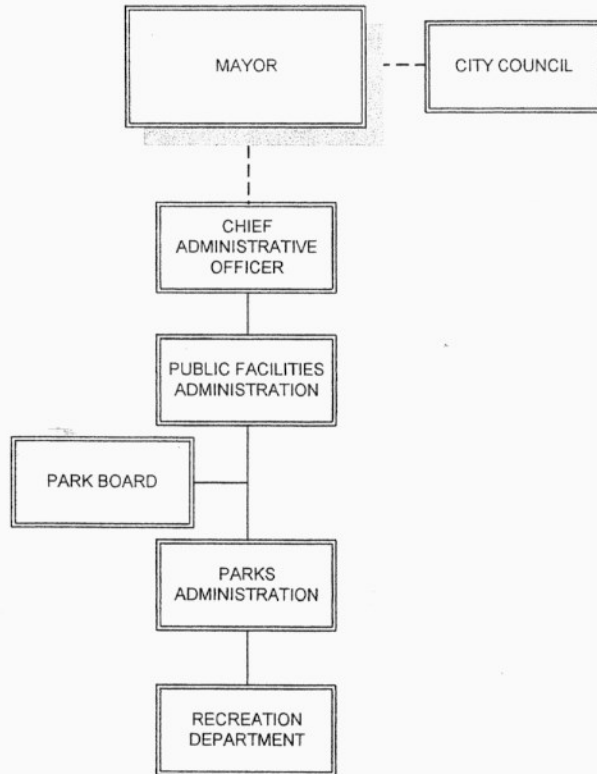 MAYOR
CITY COUNCIL
CHIEF
ADMINISTRATIVE
OFFICER
PUBLIC FACILITIES
ADMINISTRATION
PARK BOARD
PARKS
ADMINISTRATION
RECREATION
DEPARTMENT